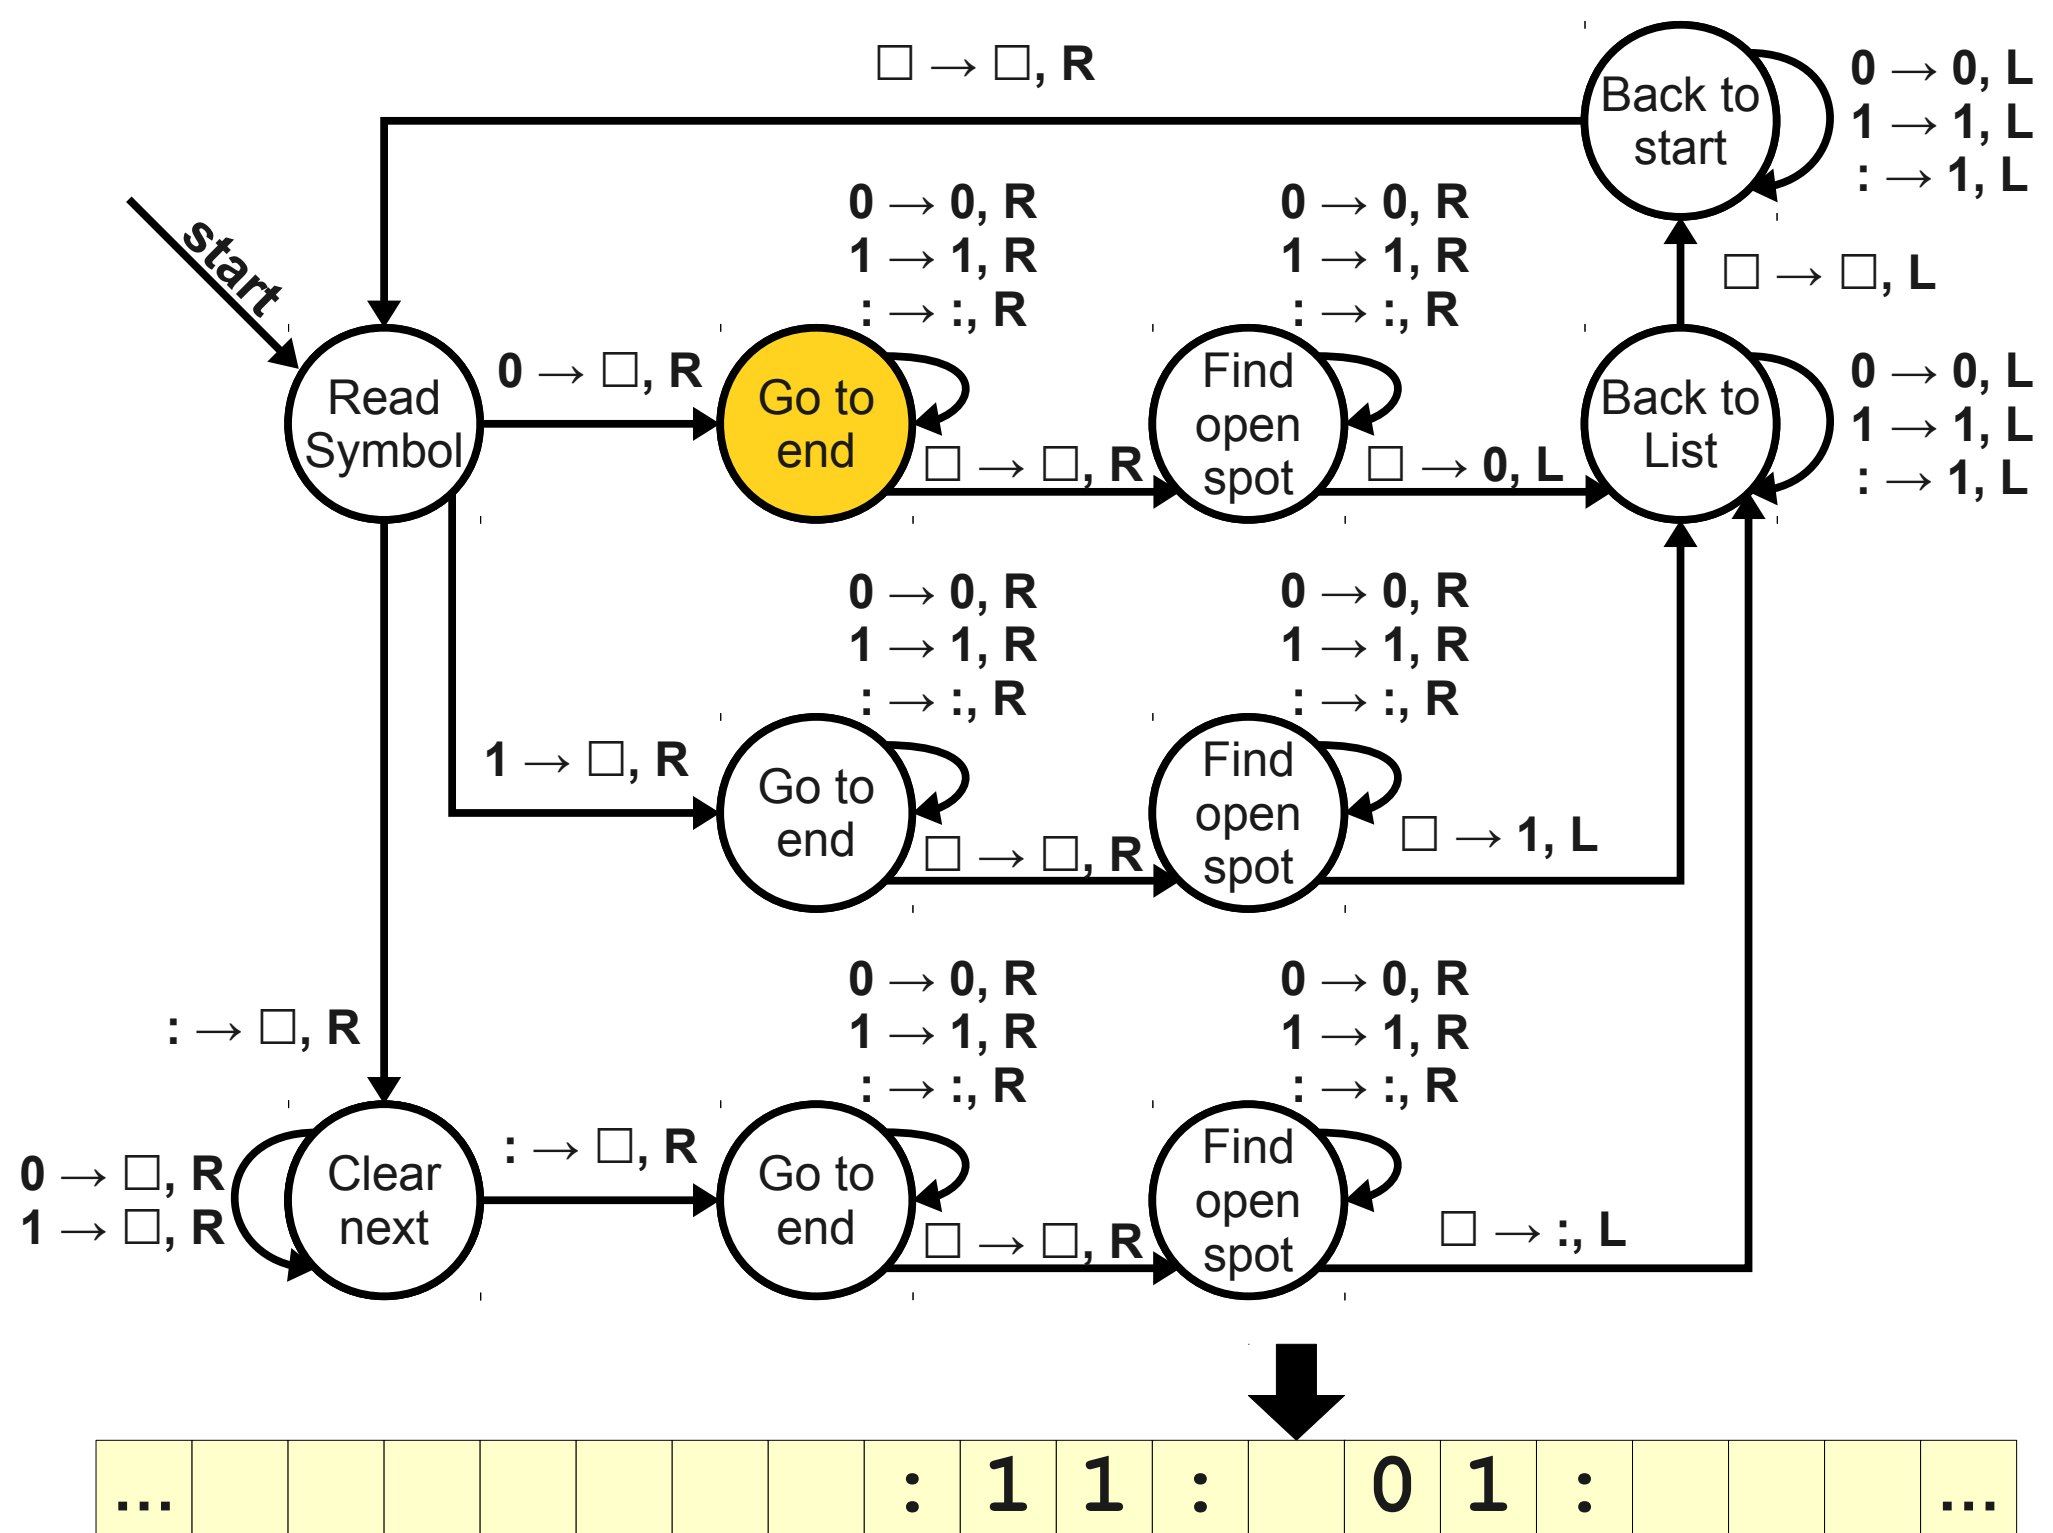 □ → □, R
Back to
start
0 → 0, L
1 → 1, L
: → 1, L
start
0 → 0, R
1 → 1, R
: → :, R
0 → 0, R
1 → 1, R
: → :, R
□ → □, L
Read
Symbol
0 → □, R
Go to
end
□ → □, R
Find
open
spot
□ → 0, L
Back to
List
0 → 0, L
1 → 1, L
: → 1, L
0 → 0, R
1 → 1, R
: → :, R
0 → 0, R
1 → 1, R
: → :, R
1 → □, R
Go to
end
□ → □, R
Find
open
spot
□ → 1, L
: → □, R
0 → 0, R
1 → 1, R
: → :, R
0 → 0, R
1 → 1, R
: → :, R
0 → □, R
1 → □, R
Clear
next
: → □, R
Go to
end
□ → □, R
Find
open
spot
□ → :, L
... : 1 1 : 0 1 : ...